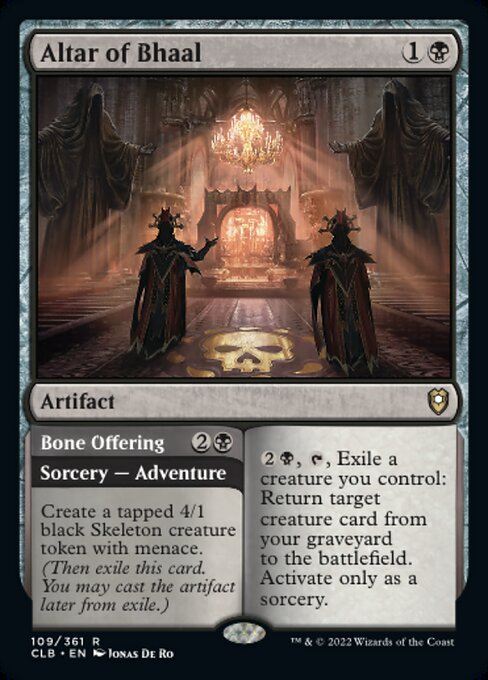 Altar of Bhaal 1
Artifact
Bone Offering 2
Sorcery — Adventure
Create a tapped 4/1
black Skeleton creature
token with menace.
(Then exile this card.
You may cast the artifact
later from exile.)
2, , Exile a
creature you control:
Return target
creature card from
your graveyard
to the battlefield.
Activate only as a
sorcery.
109/361 R
CLB • EN Jonas De Ro
™ & © 2022 Wizards of the Coast